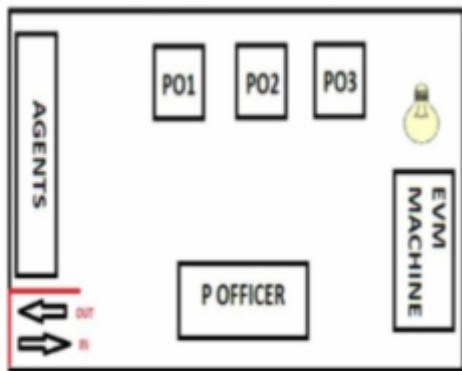 AGENTS
PO1
PO2
PO3
EVM
MACHINE
P OFFICER
OUT
IN